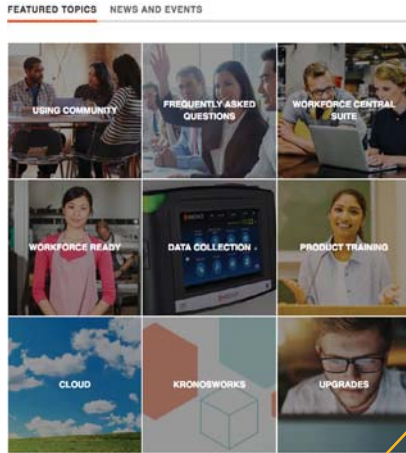 FEATURED TOPICS NEWS AND EVENTS
USING COMMUNITY
FREQUENTLY ASKED
QUESTIONS
WORKFORCE CENTRAL
SUITE
WORKFORCE READY
DATA COLLECTION
PRODUCT TRAINING
CLOUD
KRONOSWORKS
UPGRADES